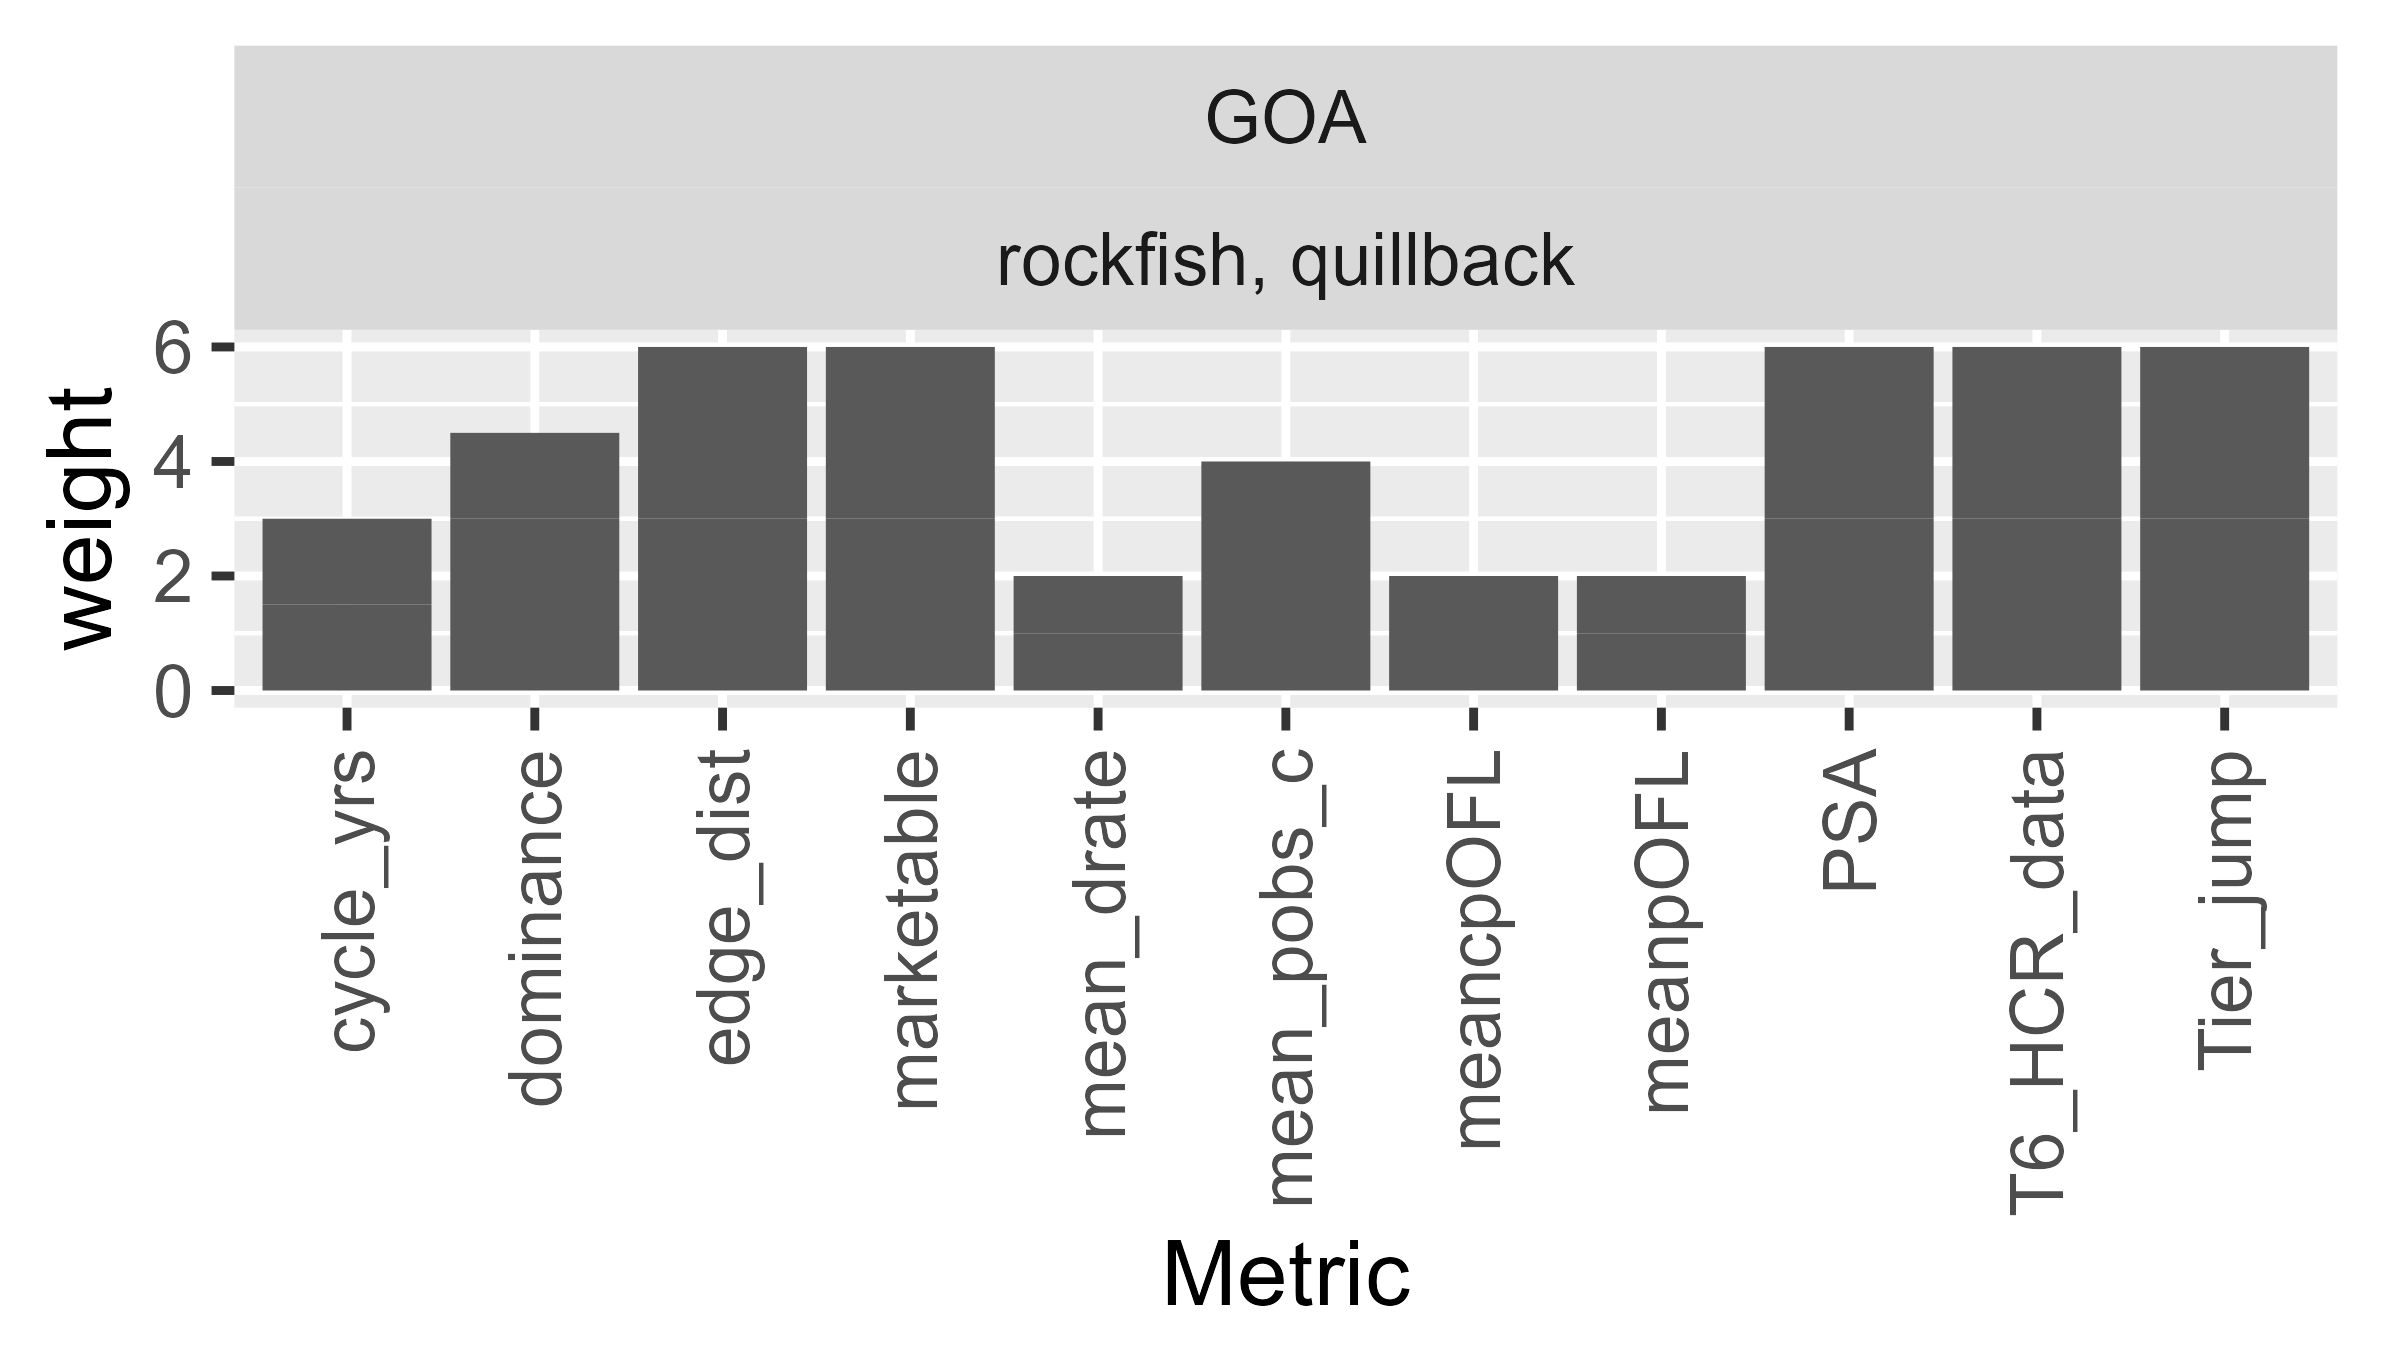 GOA
rockfish, quillback
weight
6
4
2
0
cycle_yrs
dominance
edge_dist
marketable
mean_drate
mean_pobs_c
meancpOFL
meanpOFL
PSA
T6_HCR_data
Tier_jump
Metric